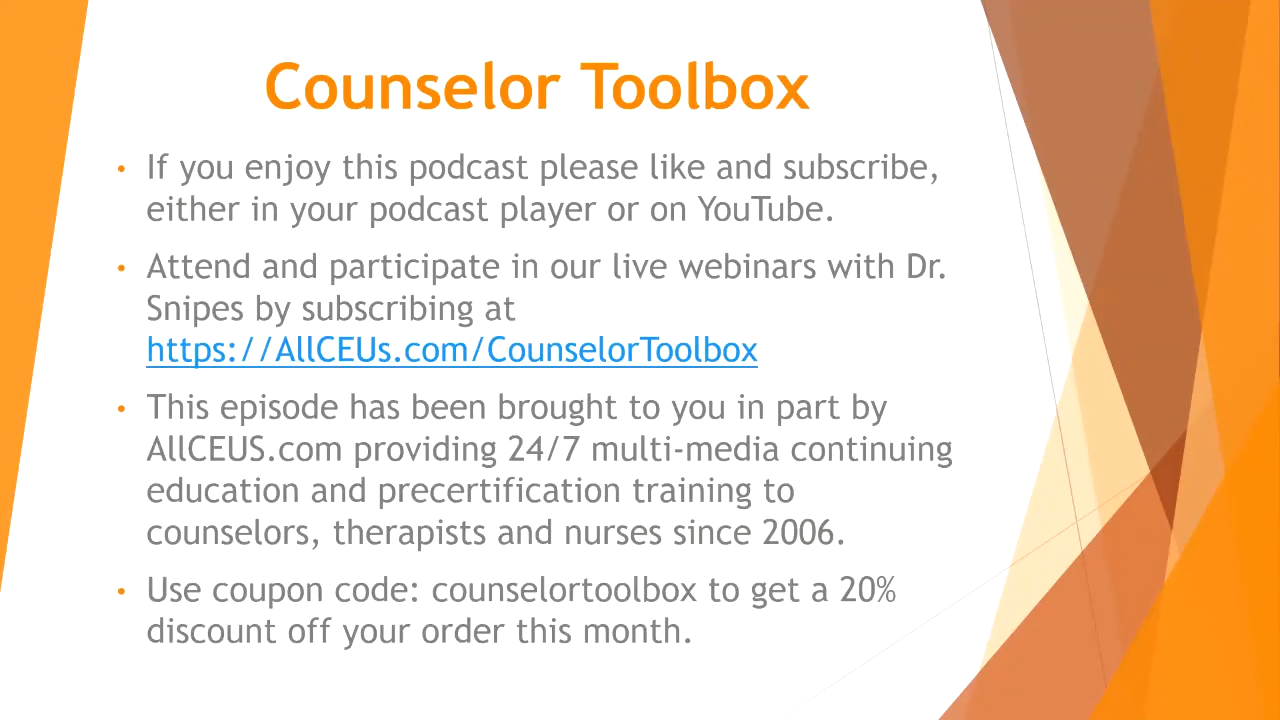 Counselor Toolbox
• If you enjoy this podcast please like and subscribe,
either in your podcast player or on YouTube.
• Attend and participate in our live webinars with Dr.
Snipes by subscribing at
https://AllCEUs.com/CounselorToolbox
• This episode has been brought to you in part by
AllCEUS.com providing 24/7 multi-media continuing
education and precertification training to
counselors, therapists and nurses since 2006.
• Use coupon code: counselortoolbox to get a 20%
discount off your order this month.